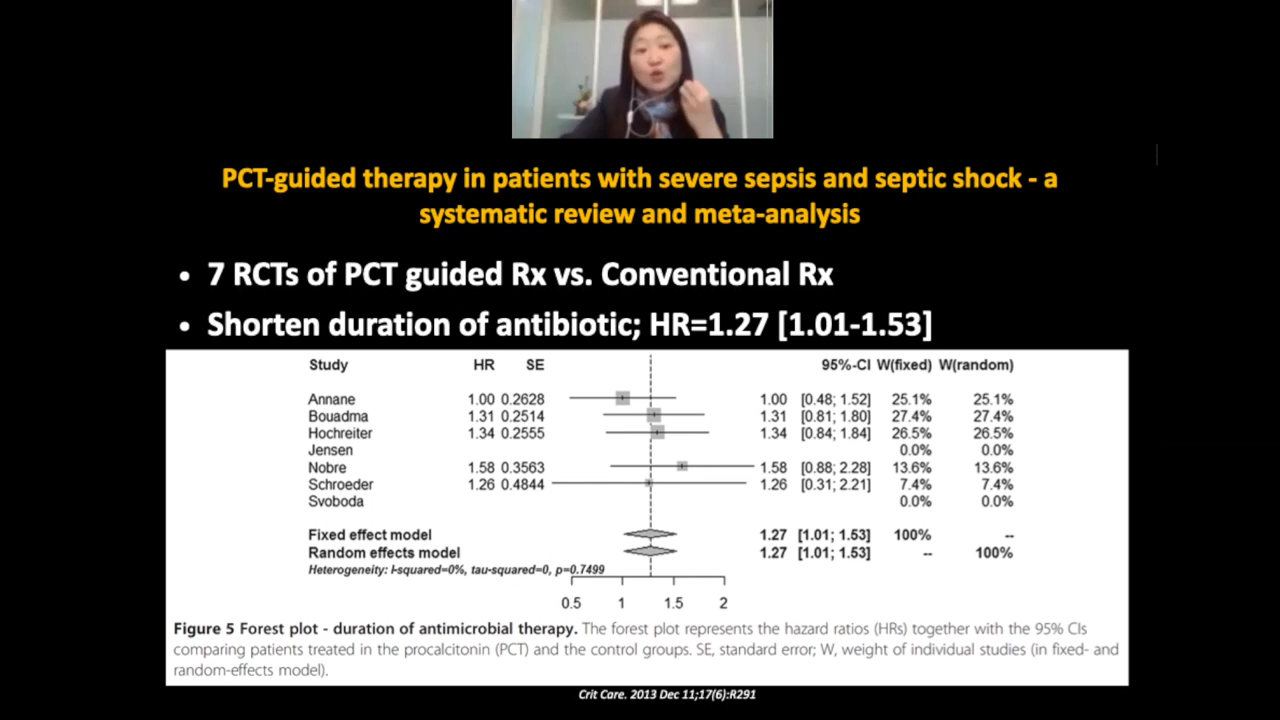 PCT-guided therapy in patients with severe sepsis and septic shock - a
systematic review and meta-analysis
• 7 RCTs of PCT guided Rx vs. Conventional Rx
• Shorten duration of antibiotic; HR=1.27 [1.01-1.53]
Study HR SE 95%-CI W(fixed) W(random)
Annane 1.00 0.2628 1.00 [0.48; 1.52] 25.1% 25.1%
Bouadma 1.31 0.2514 1.31 [0.81; 1.80] 27.4% 27.4%
Hochreiter 1.34 0.2555 1.34 [0.84; 1.84] 26.5% 26.5%
Jensen 0.0% 0.0%
Nobre 1.58 0.3563 1.58 [0.88; 2.28] 13.6% 13.6%
Schroeder 1.26 0.4844 1.26 [0.31; 2.21] 7.4% 7.4%
Svoboda 0.0% 0.0%
Fixed effect model 1.27 [1.01; 1.53] 100% --
Random effects model 1.27 [1.01; 1.53] -- 100%
Heterogeneity: I-squared=0%, tau-squared=0, p=0.7499
0.5 1 1.5 2
Figure 5 Forest plot - duration of antimicrobial therapy. The forest plot represents the hazard ratios (HRs) together with the 95% CIs
comparing patients treated in the procalcitonin (PCT) and the control groups. SE, standard error; W, weight of individual studies (in fixed- and
random-effects model).
Crit Care. 2013 Dec 11;17(6):R291